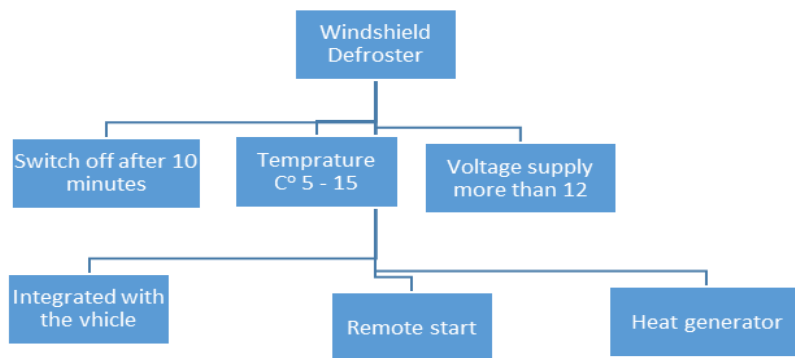 Windshield
Defroster
Switch off after 10
minutes
Temprature
C° 5 - 15
Voltage supply
more than 12
Integrated with
the vhicle
Remote start
Heat generator